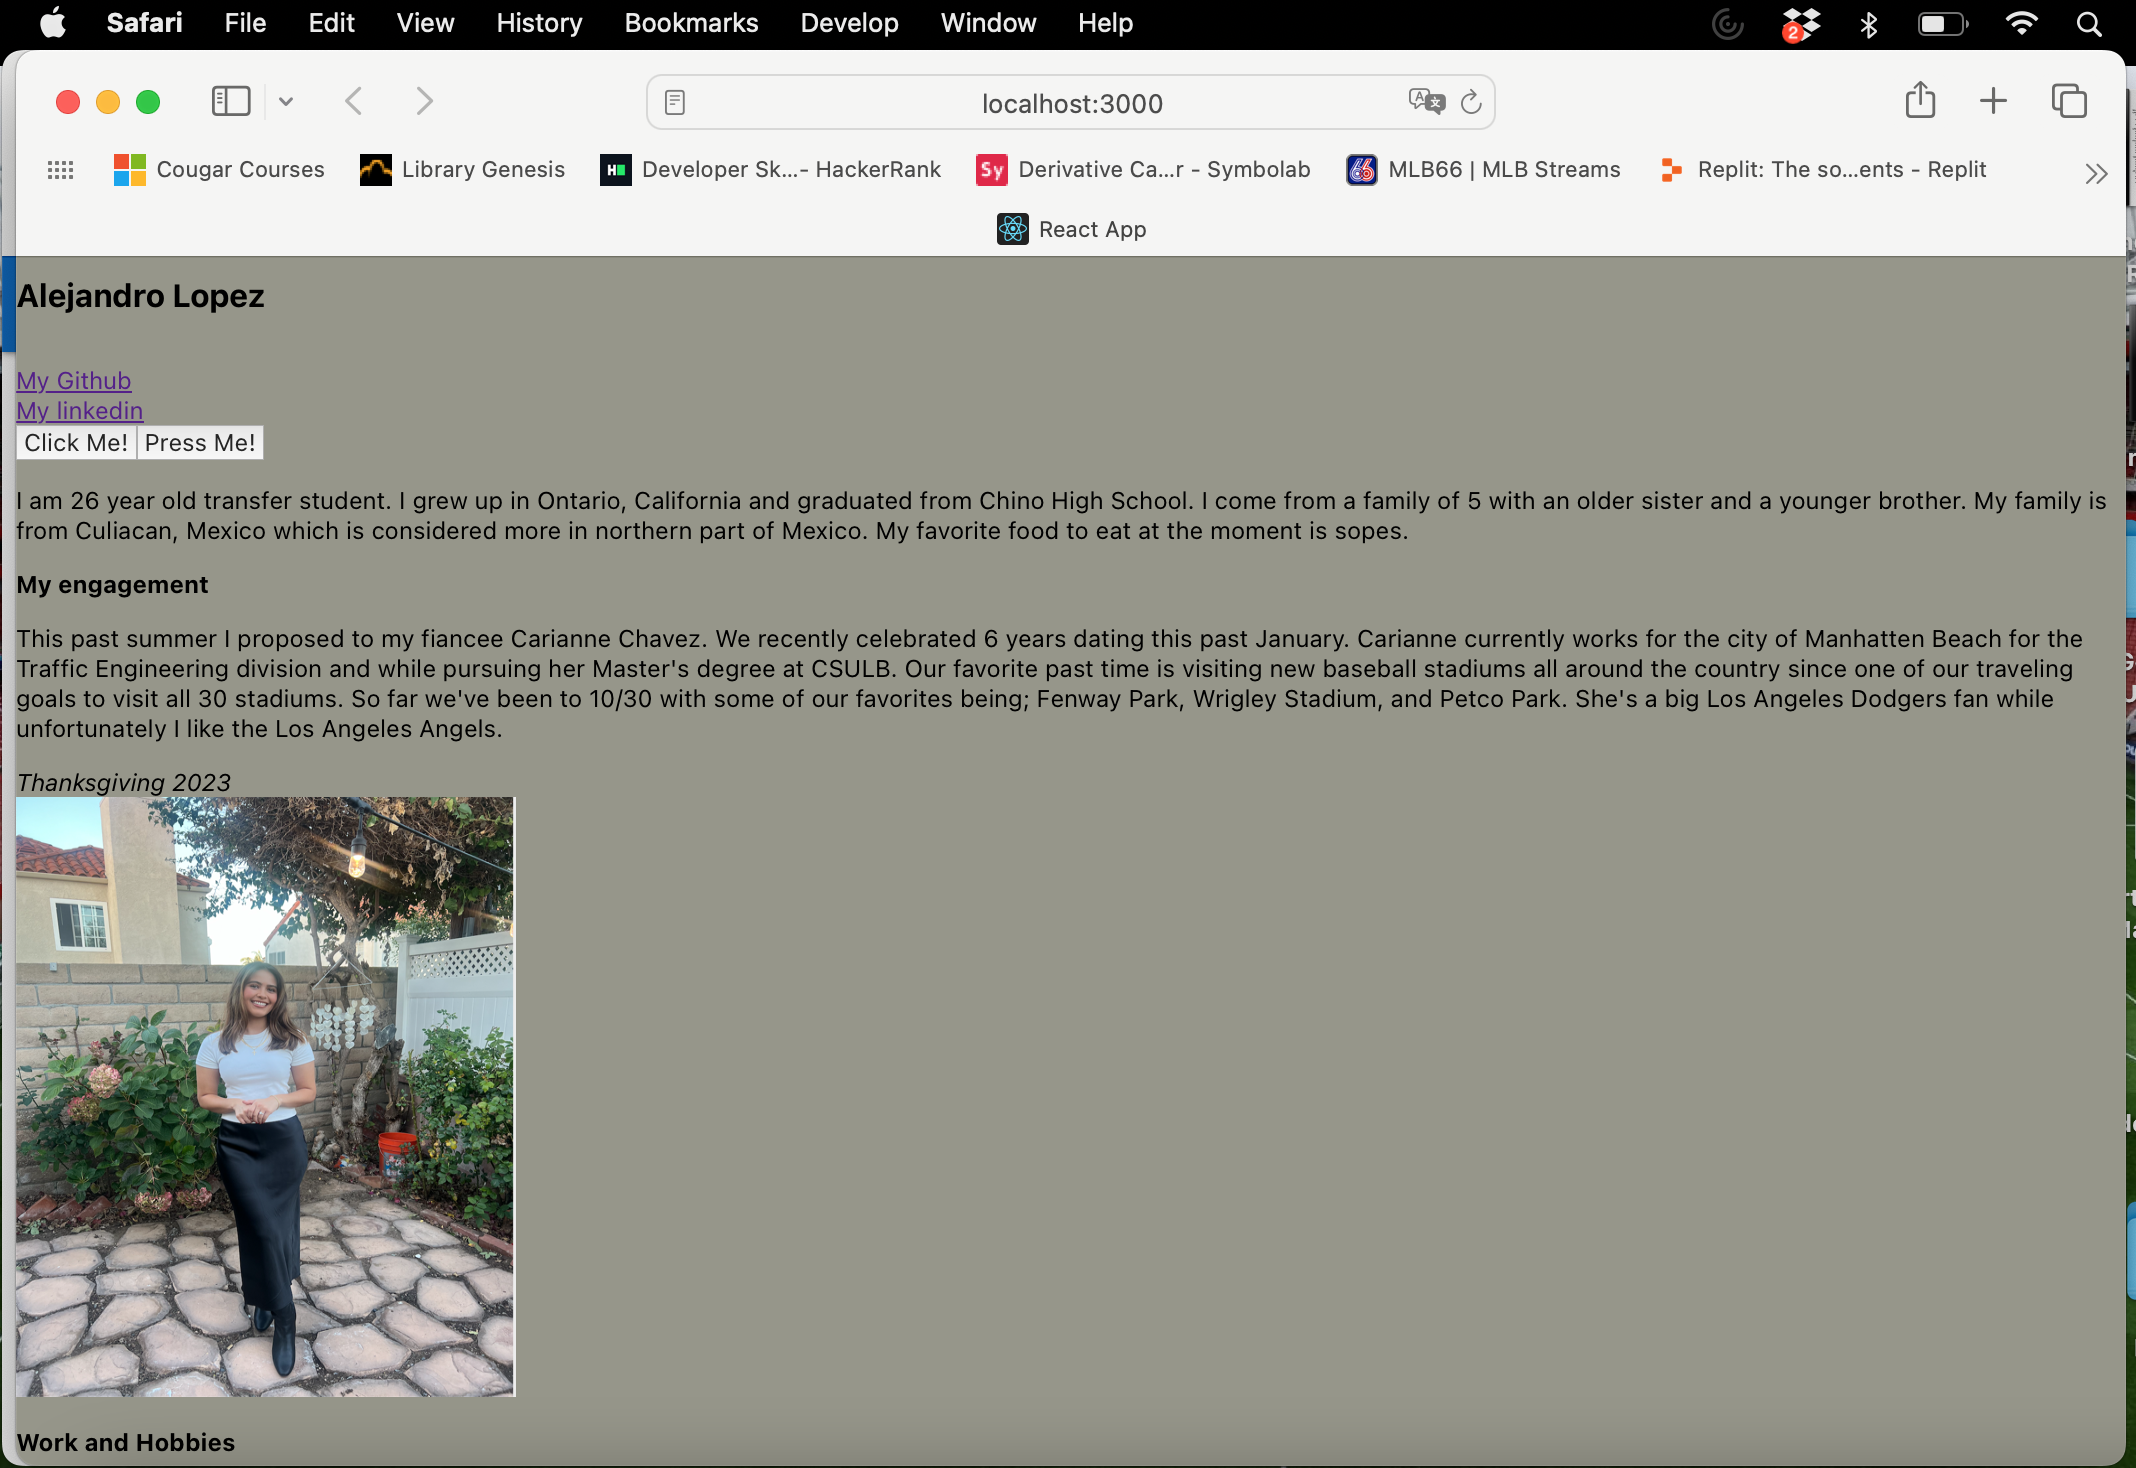 Safari File Edit View History Bookmarks Develop Window Help
2
localhost:3000
Cougar Courses Library Genesis Developer Sk...- HackerRank Derivative Ca...r - Symbolab MLB66 | MLB Streams Replit: The so...ents - Replit
React App
Alejandro Lopez
My Github
My linkedin
Click Me! Press Me!
I am 26 year old transfer student. I grew up in Ontario, California and graduated from Chino High School. I come from a family of 5 with an older sister and a younger brother. My family is
from Culiacan, Mexico which is considered more in northern part of Mexico. My favorite food to eat at the moment is sopes.
My engagement
This past summer I proposed to my fiancee Carianne Chavez. We recently celebrated 6 years dating this past January. Carianne currently works for the city of Manhatten Beach for the
Traffic Engineering division and while pursuing her Master's degree at CSULB. Our favorite past time is visiting new baseball stadiums all around the country since one of our traveling
goals to visit all 30 stadiums. So far we've been to 10/30 with some of our favorites being; Fenway Park, Wrigley Stadium, and Petco Park. She's a big Los Angeles Dodgers fan while
unfortunately I like the Los Angeles Angels.
Thanksgiving 2023
Work and Hobbies